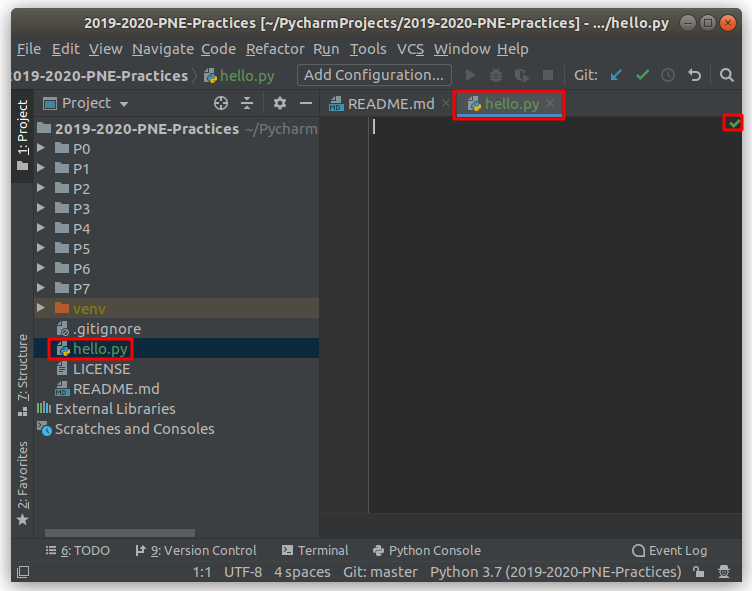 2019-2020-PNE-Practices [~/PycharmProjects/2019-2020-PNE-Practices] - .../hello.py
File Edit View Navigate Code Refactor Run Tools VCS Window Help
2019-2020-PNE-Practices hello.py Add Configuration... Git:
1: Project
Project
README.md
hello.py
2019-2020-PNE-Practices ~/Pycharm
P0
P1
P2
P3
P4
P5
P6
P7
venv
.gitignore
hello.py
LICENSE
README.md
External Libraries
Scratches and Consoles
7: Structure
2: Favorites
6: TODO 9: Version Control Terminal Python Console Event Log
1:1 UTF-8 4 spaces Git: master Python 3.7 (2019-2020-PNE-Practices)